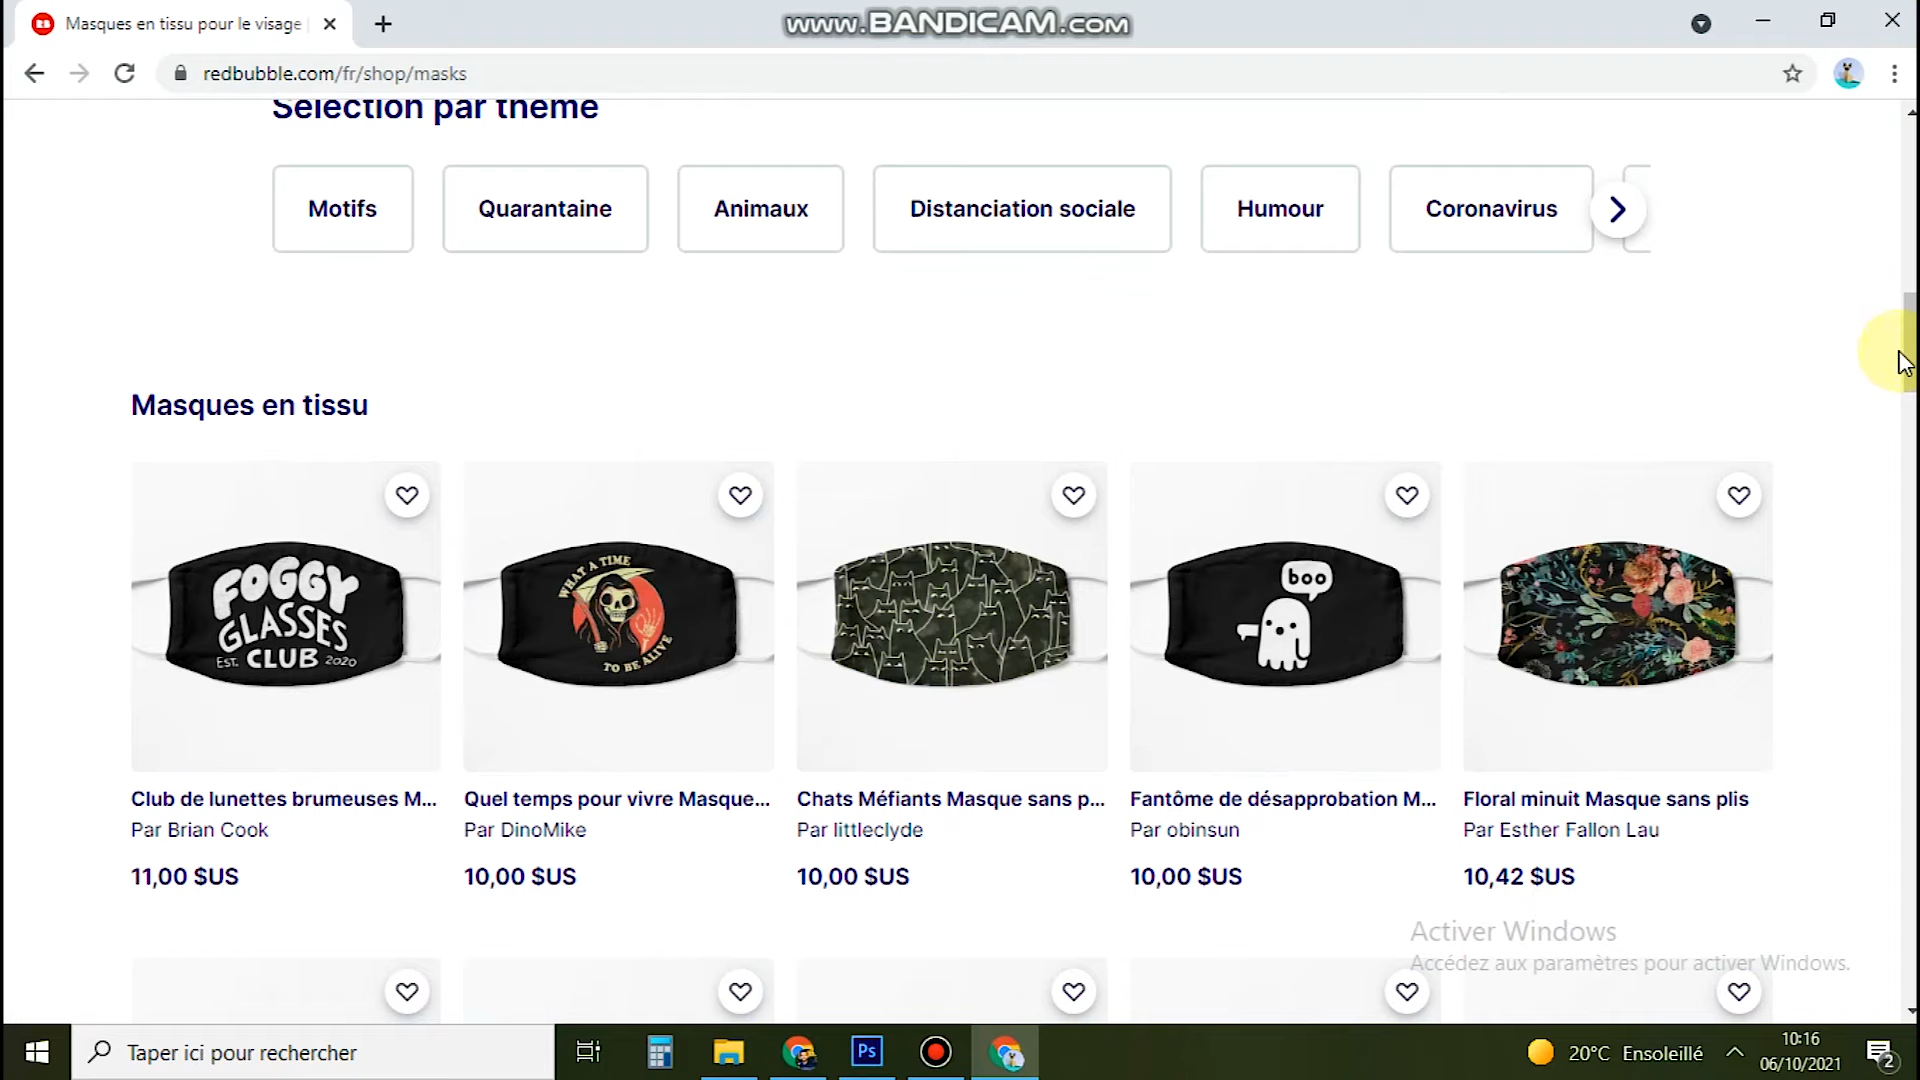 Masques en tissu pour le visage
www.BANDICAM.com
redbubble.com/fr/shop/masks
Sélection par thème
Motifs
Quarantaine
Animaux
Distanciation sociale
Humour
Coronavirus
Masques en tissu
FOGGY
GLASSES
EST. CLUB 2020
WHAT A TIME
TO BE ALIVE
boo
Club de lunettes brumeuses M...
Par Brian Cook
11,00 $US
Quel temps pour vivre Masque...
Par DinoMike
10,00 $US
Chats Méfiants Masque sans p...
Par littleclyde
10,00 $US
Fantôme de désapprobation M...
Par obinsun
10,00 $US
Floral minuit Masque sans plis
Par Esther Fallon Lau
10,42 $US
Activer Windows
Accédez aux paramètres pour activer Windows.
Taper ici pour rechercher
Ps
20°C Ensoleillé
10:16
06/10/2021
2